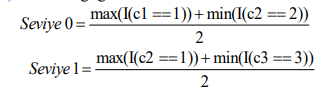 Seviye 0 = max(I(c1 ==1))+ min(I(c2 ==2)) / 2
Seviye 1 = max(I(c2 ==1))+ min(I(c3 ==3)) / 2